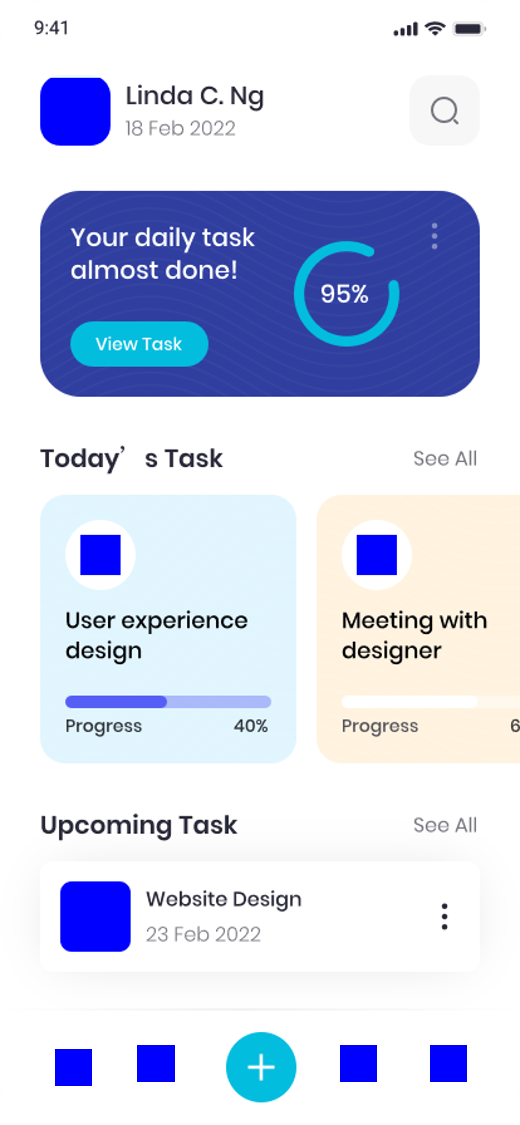 9:41
Linda C. Ng
18 Feb 2022
Your daily task
almost done!
95%
View Task
Today’s Task
See All
User experience
design
Progress 40%
Meeting with
designer
Progress 6
Upcoming Task
See All
Website Design
23 Feb 2022